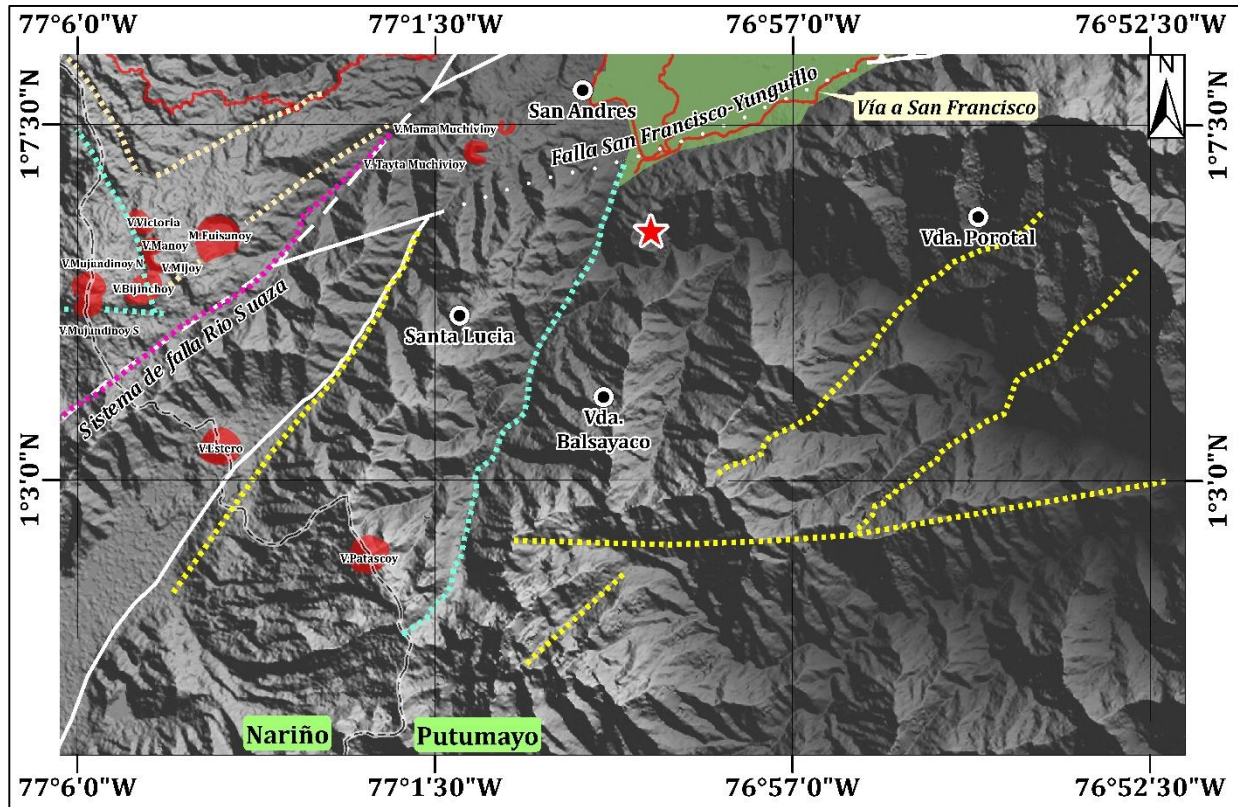 77°6'0"W
77°1'30"W
76°57'0"W
76°52'30"W
N
San Andres
Falla San Francisco-Yunguillo
Vía a San Francisco
1°7'30"N
1°7'30"N
V.Mama Muchivioy
V. Tayta Muchivioy
V.Victoria
M.Fuisanoy
V.Manoy
V.Mujundinoy N
V.Mijoy
V.Bijinchoy
V.Mujundinoy S
Vda. Porotal
Santa Lucia
Sistema de falla Río Suaza
Vda.
Balsayaco
V.Estero
1°3'0"N
1°3'0"N
V.Patascoy
Nariño
Putumayo
77°6'0"W
77°1'30"W
76°57'0"W
76°52'30"W